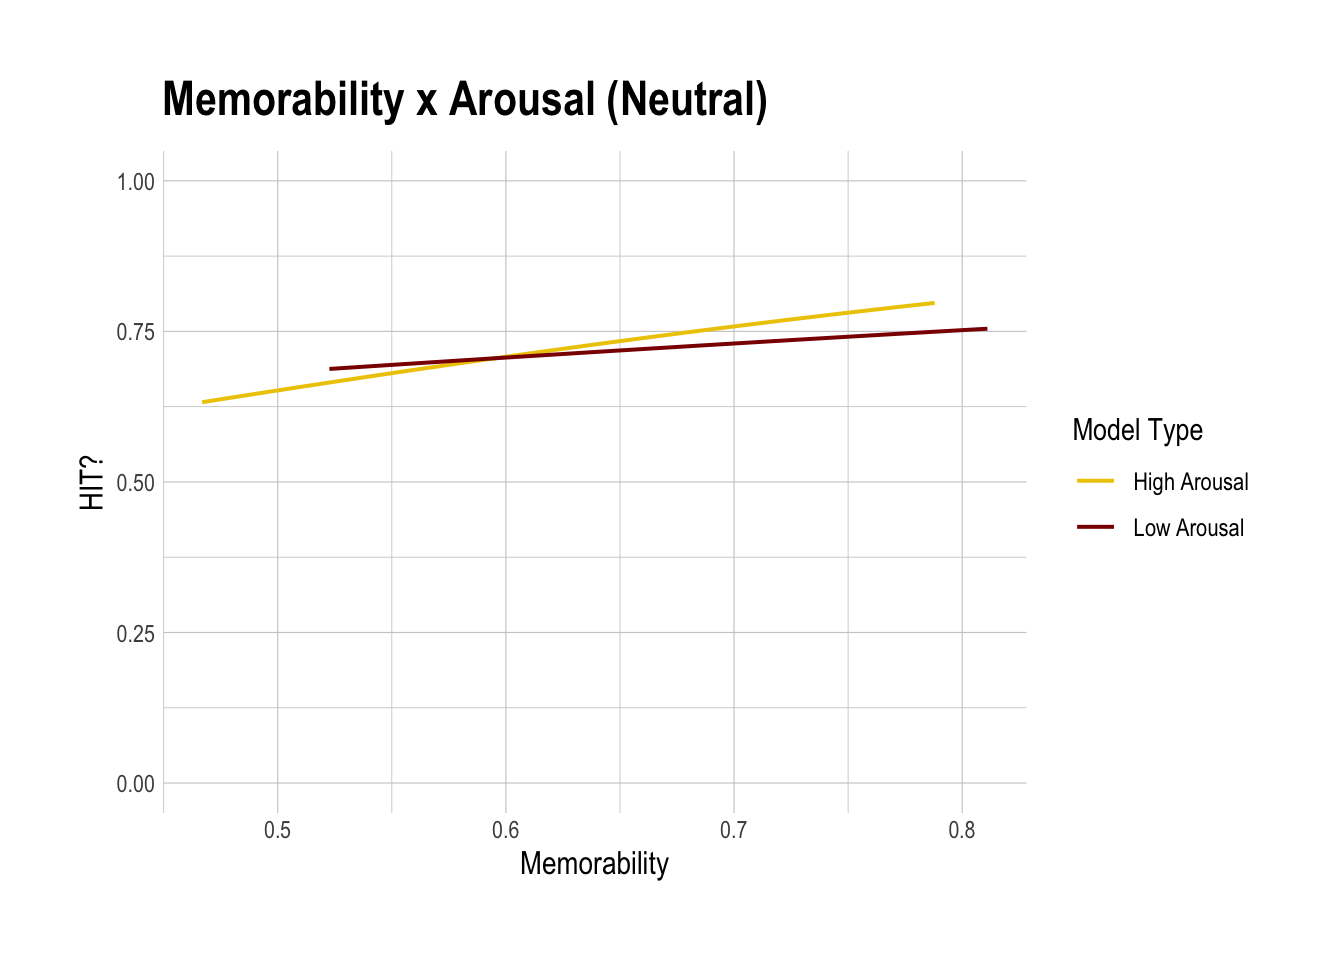 Memorability x Arousal (Neutral)
1.00
0.75
0.50
0.25
0.00
HIT?
0.5 0.6 0.7 0.8
Memorability
Model Type
High Arousal
Low Arousal